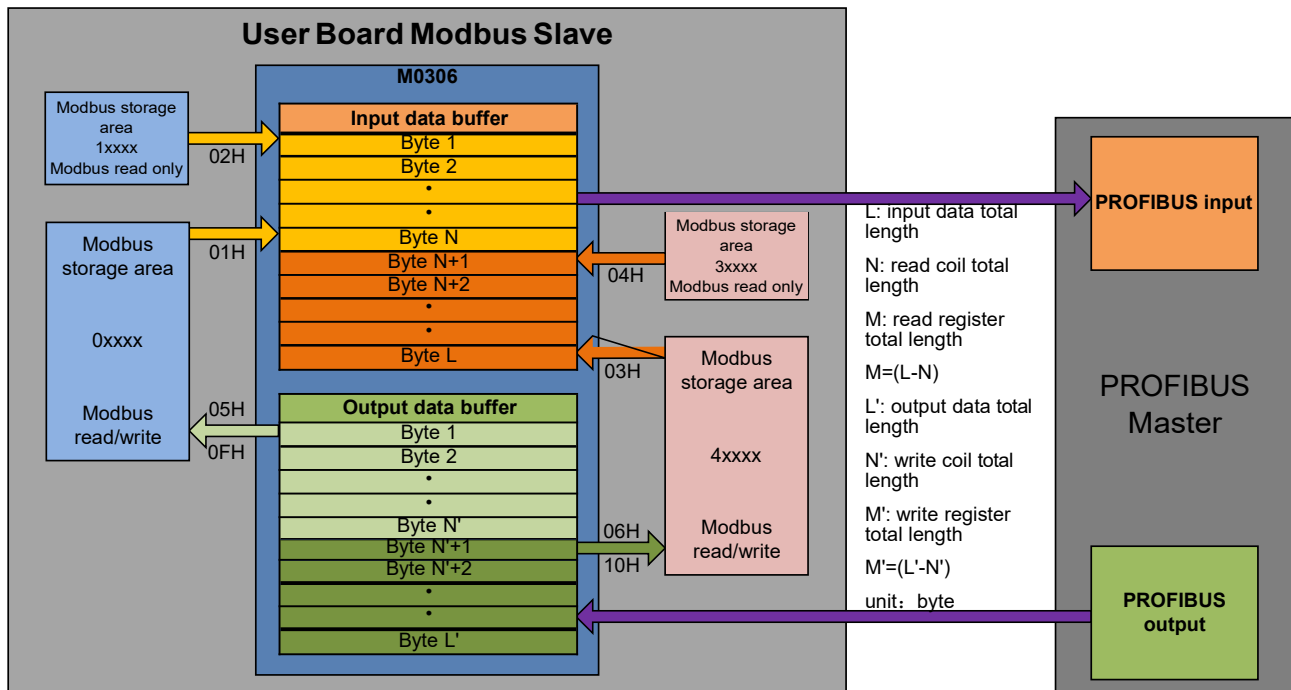 User Board Modbus Slave
M0306
Modbus storage
area
1xxxx
Modbus read only
02H
Input data buffer
Byte 1
Byte 2
•
•
Byte N
Byte N+1
Byte N+2
•
•
Byte L
Modbus
storage area
0xxxx
Modbus
read/write
01H
05H
0FH
04H
Modbus storage
area
3xxxx
Modbus read only
03H
Modbus
storage area
4xxxx
Modbus
read/write
06H
10H
Output data buffer
Byte 1
Byte 2
•
•
Byte N'
Byte N'+1
Byte N'+2
•
•
Byte L'
L: input data total
length
N: read coil total
length
M: read register
total length
M=(L-N)
L': output data total
length
N': write coil total
length
M': write register
total length
M'=(L'-N')
unit：byte
PROFIBUS input
PROFIBUS
Master
PROFIBUS
output